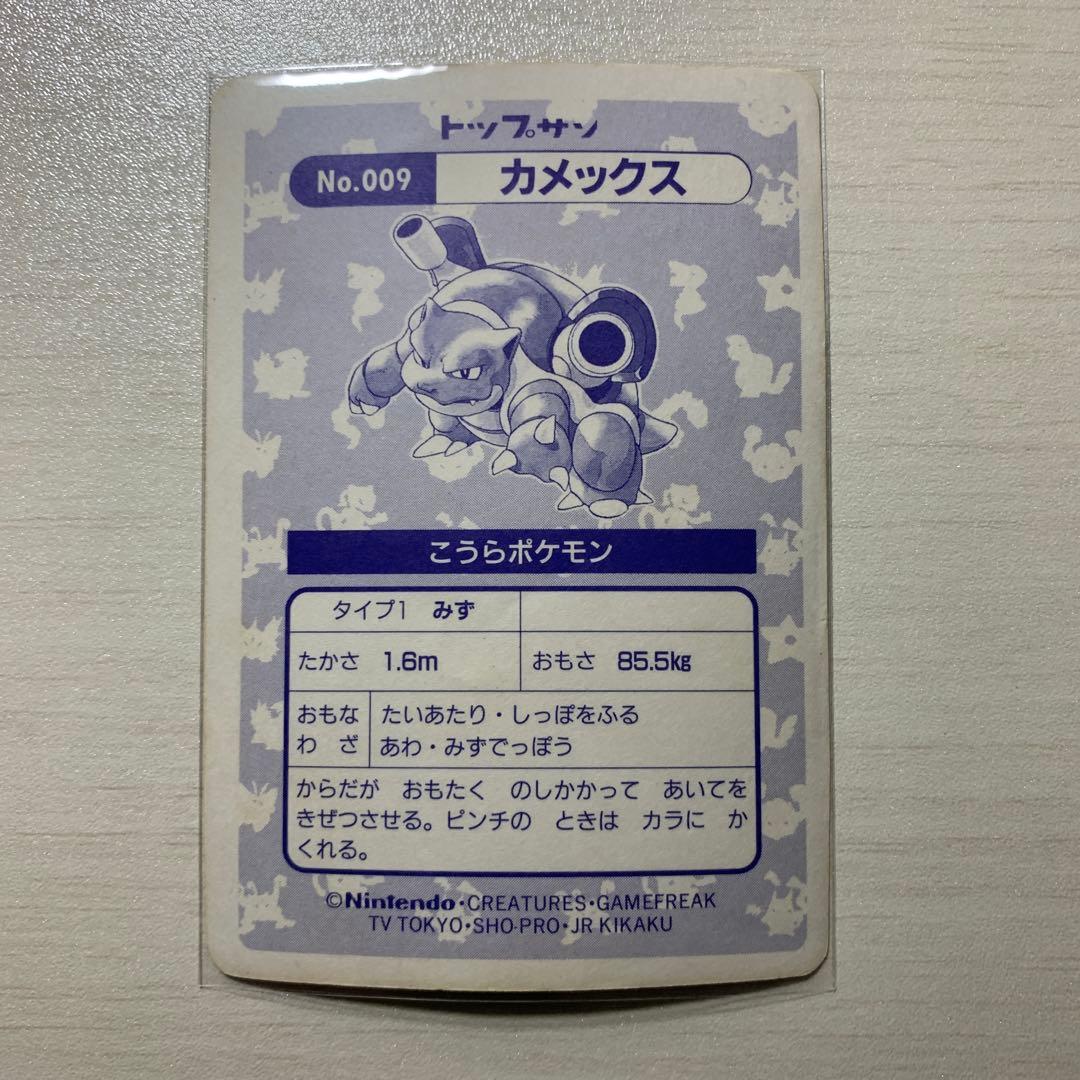 トップサン
No.009 カメックス
こうらポケモン
タイプ1 みず
たかさ 1.6m おもさ 85.5kg
おもな たいあたり・しっぽをふる
わ ざ あわ・みずでっぽう
からだが おもたく のしかかって あいてを
きぜつさせる。ピンチの ときは カラに か
くれる。
©Nintendo・CREATURES・GAMEFREAK
TV TOKYO・SHO-PRO・JR KIKAKU